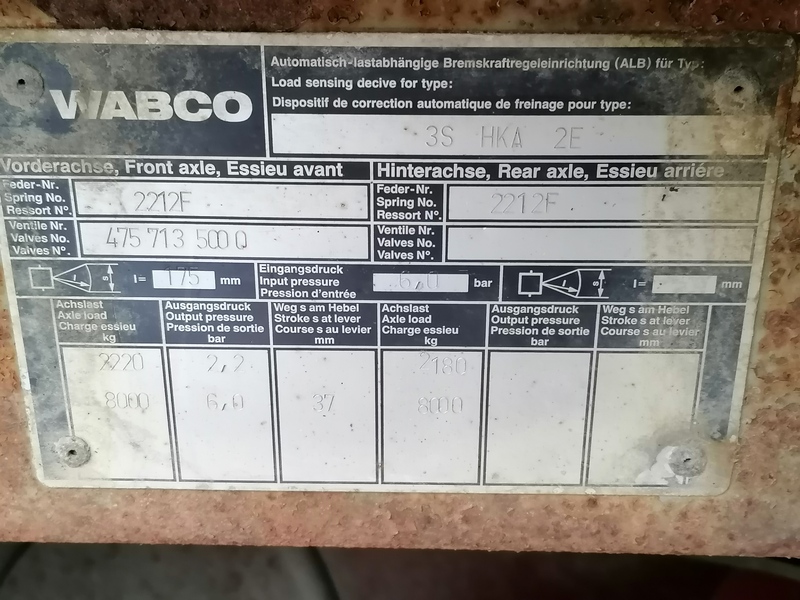 WABCO
Automatisch-lastabhängige Bremskraftregeleinrichtung (ALB) für Typ:
Load sensing decive for type:
Dispositif de correction automatique de freinage pour type:
3S HKA 2E
Vorderachse, Front axle, Essieu avant
Hinterachse, Rear axle, Essieu arriére
Feder-Nr.
Spring No.
Ressort N°.
2212F
Feder-Nr.
Spring No.
Ressort N°.
2212F
Ventile Nr.
Valves No.
Valves N°.
475 713 500 0
Ventile Nr.
Valves No.
Valves N°.
l= 175 mm
Eingangsdruck
Input pressure
Pression d'entrée
6,0 bar
l= mm
Achslast
Axle load
Charge essieu
kg
Ausgangsdruck
Output pressure
Pression de sortie
bar
Weg s am Hebel
Stroke s at lever
Course s au levier
mm
Achslast
Axle load
Charge essieu
kg
Ausgangsdruck
Output pressure
Pression de sortie
bar
Weg s am Hebel
Stroke s at lever
Course s au levier
mm
2220 2,2 2180
8000 6,0 37 8000